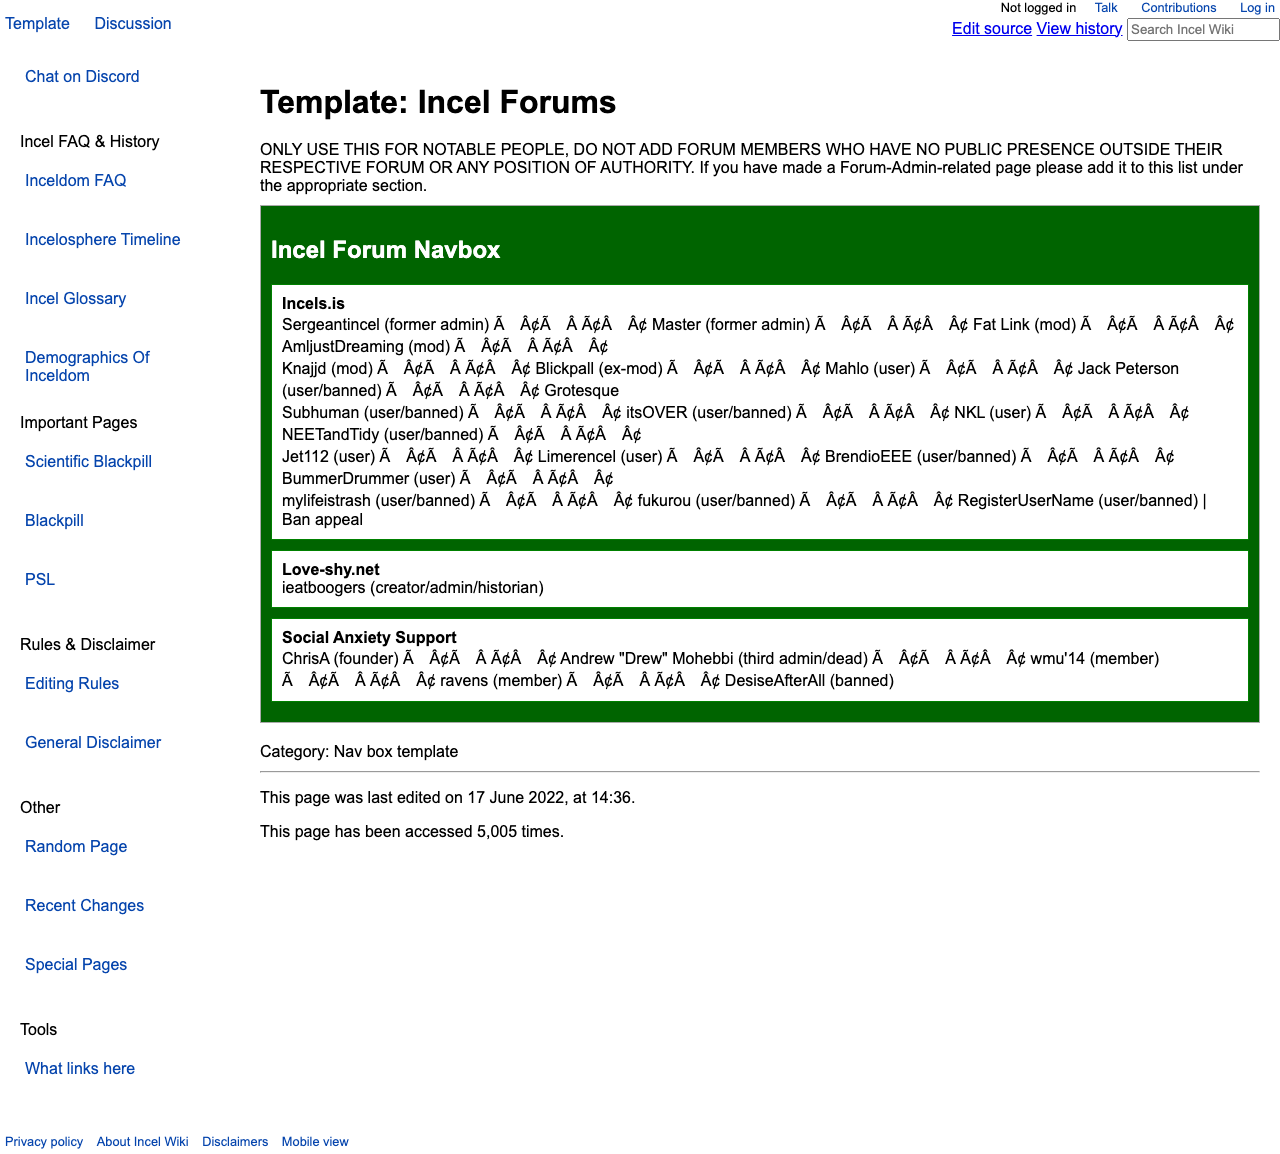 Not logged in Talk Contributions Log in
Template Discussion
Edit source View history Search Incel Wiki
Chat on Discord
Incel FAQ & History
Inceldom FAQ
Incelosphere Timeline
Incel Glossary
Demographics Of
Inceldom
Important Pages
Scientific Blackpill
Blackpill
PSL
Rules & Disclaimer
Editing Rules
General Disclaimer
Other
Random Page
Recent Changes
Special Pages
Tools
What links here
Template: Incel Forums
ONLY USE THIS FOR NOTABLE PEOPLE, DO NOT ADD FORUM MEMBERS WHO HAVE NO PUBLIC PRESENCE OUTSIDE THEIR
RESPECTIVE FORUM OR ANY POSITION OF AUTHORITY. If you have made a Forum-Admin-related page please add it to this list under
the appropriate section.
Incel Forum Navbox
Incels.is
Sergeantincel (former admin) Ã Â¢Ã Â Ã¢Â Â¢ Master (former admin) Ã Â¢Ã Â Ã¢Â Â¢ Fat Link (mod) Ã Â¢Ã Â Ã¢Â Â¢
AmljustDreaming (mod) Ã Â¢Ã Â Ã¢Â Â¢
Knajjd (mod) Ã Â¢Ã Â Ã¢Â Â¢ Blickpall (ex-mod) Ã Â¢Ã Â Ã¢Â Â¢ Mahlo (user) Ã Â¢Ã Â Ã¢Â Â¢ Jack Peterson
(user/banned) Ã Â¢Ã Â Ã¢Â Â¢ Grotesque
Subhuman (user/banned) Ã Â¢Ã Â Ã¢Â Â¢ itsOVER (user/banned) Ã Â¢Ã Â Ã¢Â Â¢ NKL (user) Ã Â¢Ã Â Ã¢Â Â¢
NEETandTidy (user/banned) Ã Â¢Ã Â Ã¢Â Â¢
Jet112 (user) Ã Â¢Ã Â Ã¢Â Â¢ Limerencel (user) Ã Â¢Ã Â Ã¢Â Â¢ BrendioEEE (user/banned) Ã Â¢Ã Â Ã¢Â Â¢
BummerDrummer (user) Ã Â¢Ã Â Ã¢Â Â¢
mylifeistrash (user/banned) Ã Â¢Ã Â Ã¢Â Â¢ fukurou (user/banned) Ã Â¢Ã Â Ã¢Â Â¢ RegisterUserName (user/banned) |
Ban appeal
Love-shy.net
ieatboogers (creator/admin/historian)
Social Anxiety Support
ChrisA (founder) Ã Â¢Ã Â Ã¢Â Â¢ Andrew "Drew" Mohebbi (third admin/dead) Ã Â¢Ã Â Ã¢Â Â¢ wmu'14 (member)
Ã Â¢Ã Â Ã¢Â Â¢ ravens (member) Ã Â¢Ã Â Ã¢Â Â¢ DesiseAfterAll (banned)
Category: Nav box template
This page was last edited on 17 June 2022, at 14:36.
This page has been accessed 5,005 times.
Privacy policy About Incel Wiki Disclaimers Mobile view